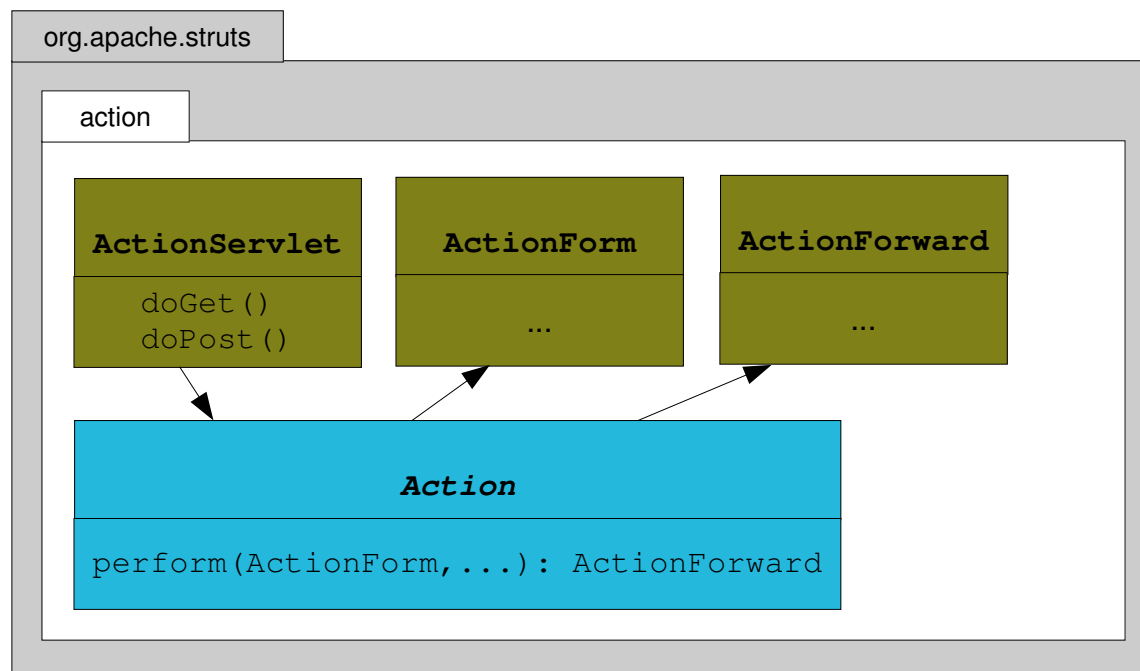 org.apache.struts
action
ActionServlet
ActionForm
ActionForward
doGet()
doPost()
...
...
Action
perform(ActionForm,...): ActionForward